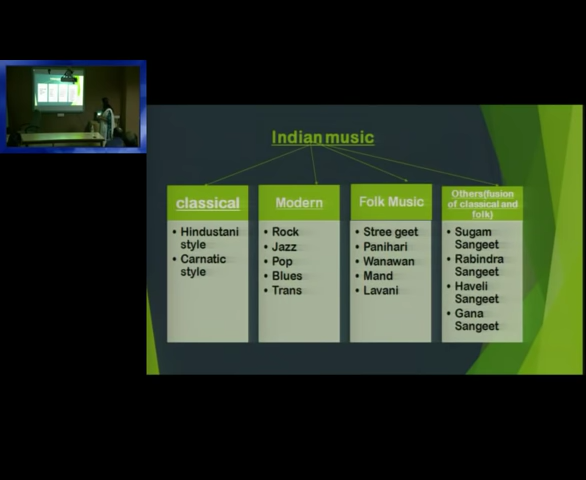 Indian music
classical
• Hindustani
style
• Carnatic
style
Modern
• Rock
• Jazz
• Pop
• Blues
• Trans
Folk Music
• Stree geet
• Panihari
• Wanawan
• Mand
• Lavani
Others(fusion
of classical and
folk)
• Sugam
Sangeet
• Rabindra
Sangeet
• Haveli
Sangeet
• Gana
Sangeet